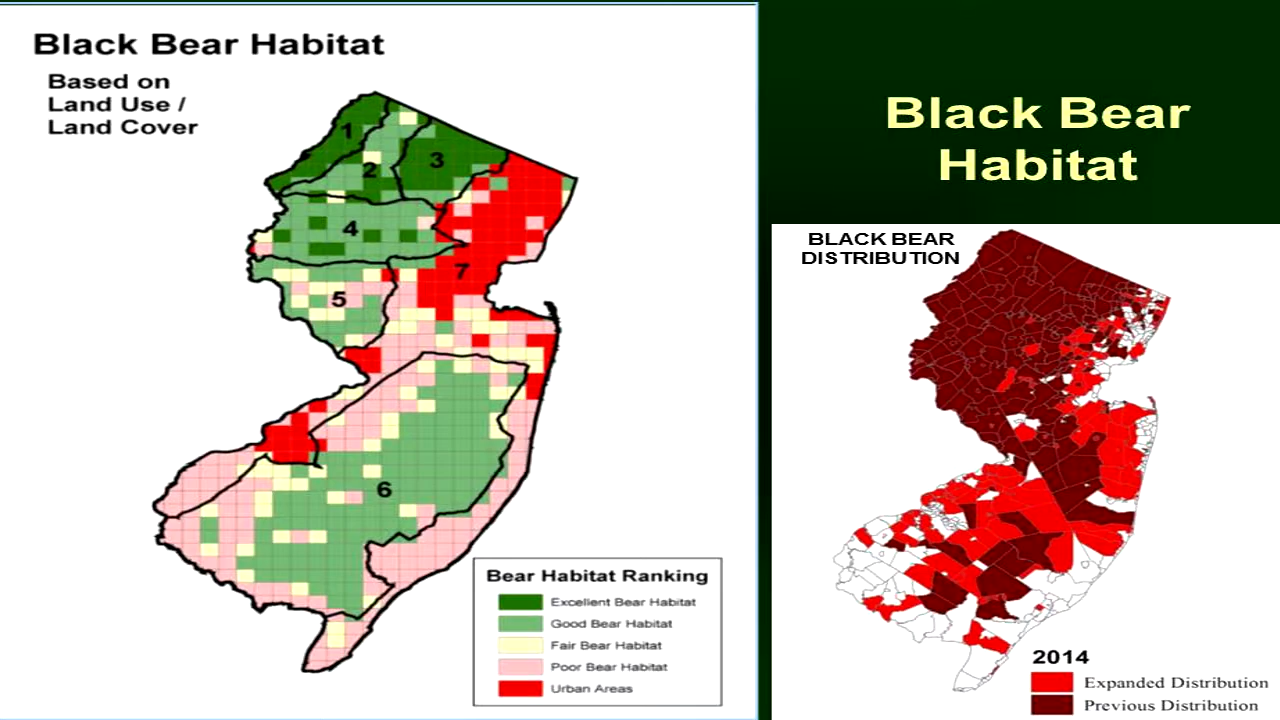 Black Bear Habitat
Based on
Land Use /
Land Cover
1
2
3
4
5
6
7
Bear Habitat Ranking
Excellent Bear Habitat
Good Bear Habitat
Fair Bear Habitat
Poor Bear Habitat
Urban Areas
Black Bear
Habitat
BLACK BEAR
DISTRIBUTION
2014
Expanded Distribution
Previous Distribution